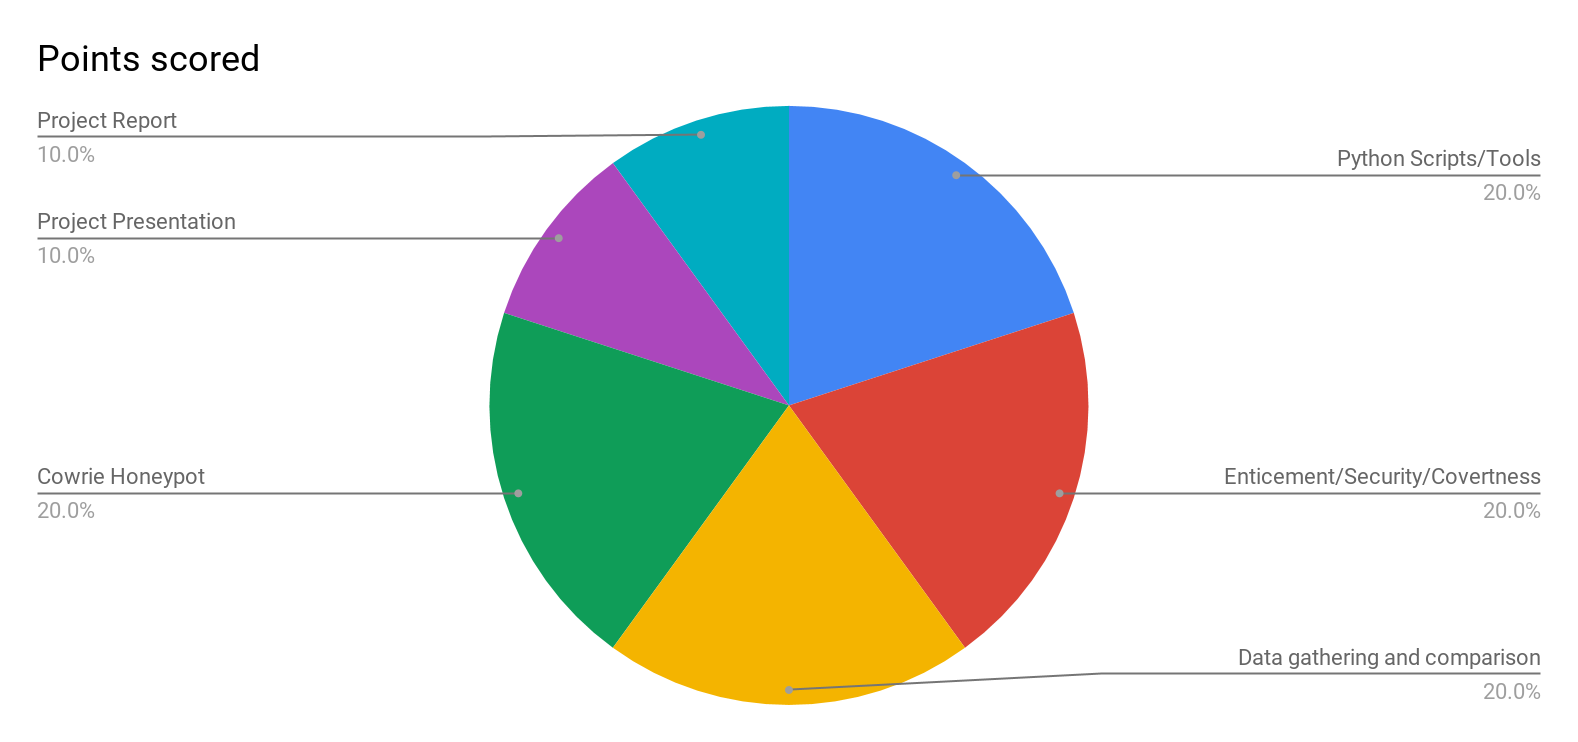 Points scored
Project Report
10.0%
Project Presentation
10.0%
Cowrie Honeypot
20.0%
Python Scripts/Tools
20.0%
Enticement/Security/Covertness
20.0%
Data gathering and comparison
20.0%